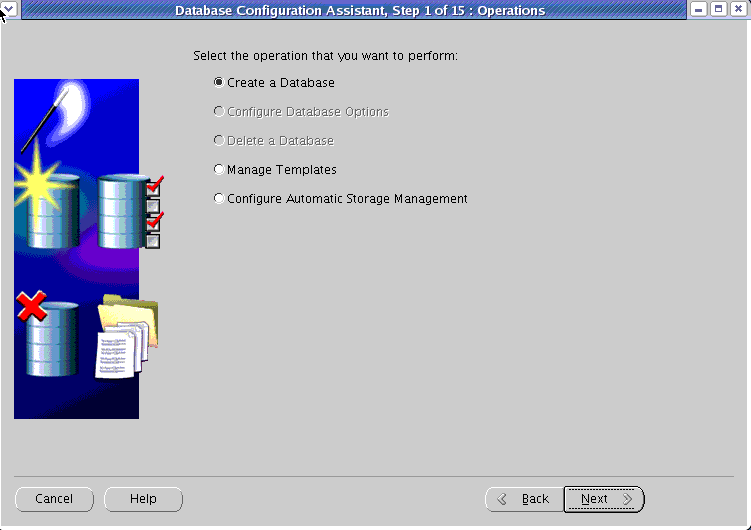 Database Configuration Assistant, Step 1 of 15 : Operations
Select the operation that you want to perform:
Create a Database
Configure Database Options
Delete a Database
Manage Templates
Configure Automatic Storage Management
Cancel
Help
Back
Next